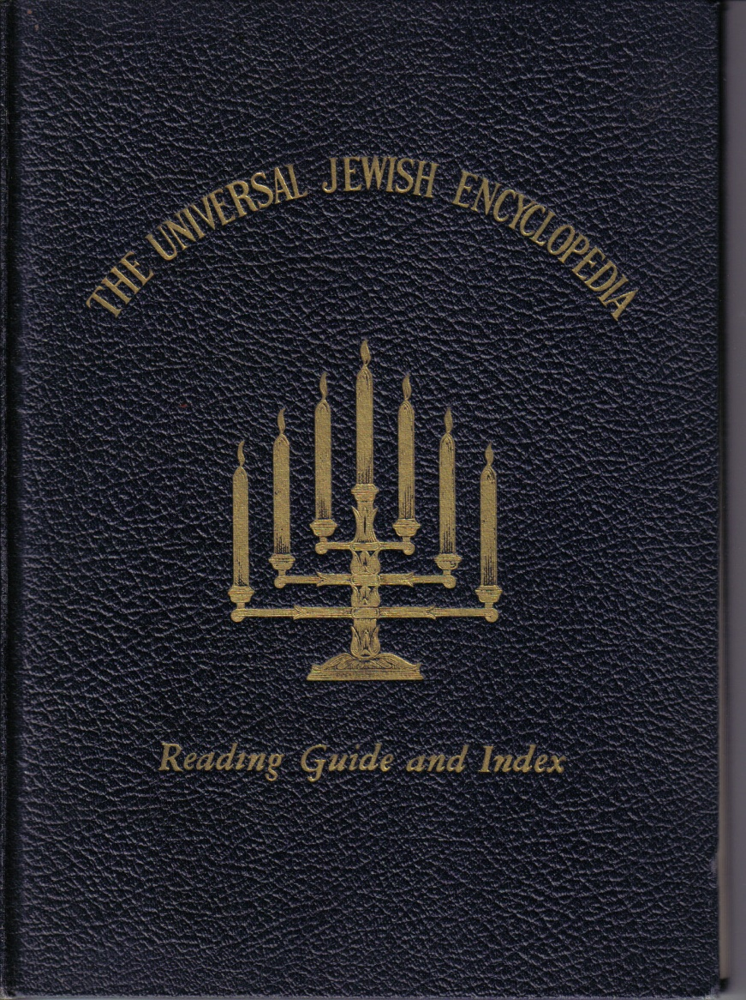 THE UNIVERSAL JEWISH ENCYCLOPEDIA
Reading Guide and Index